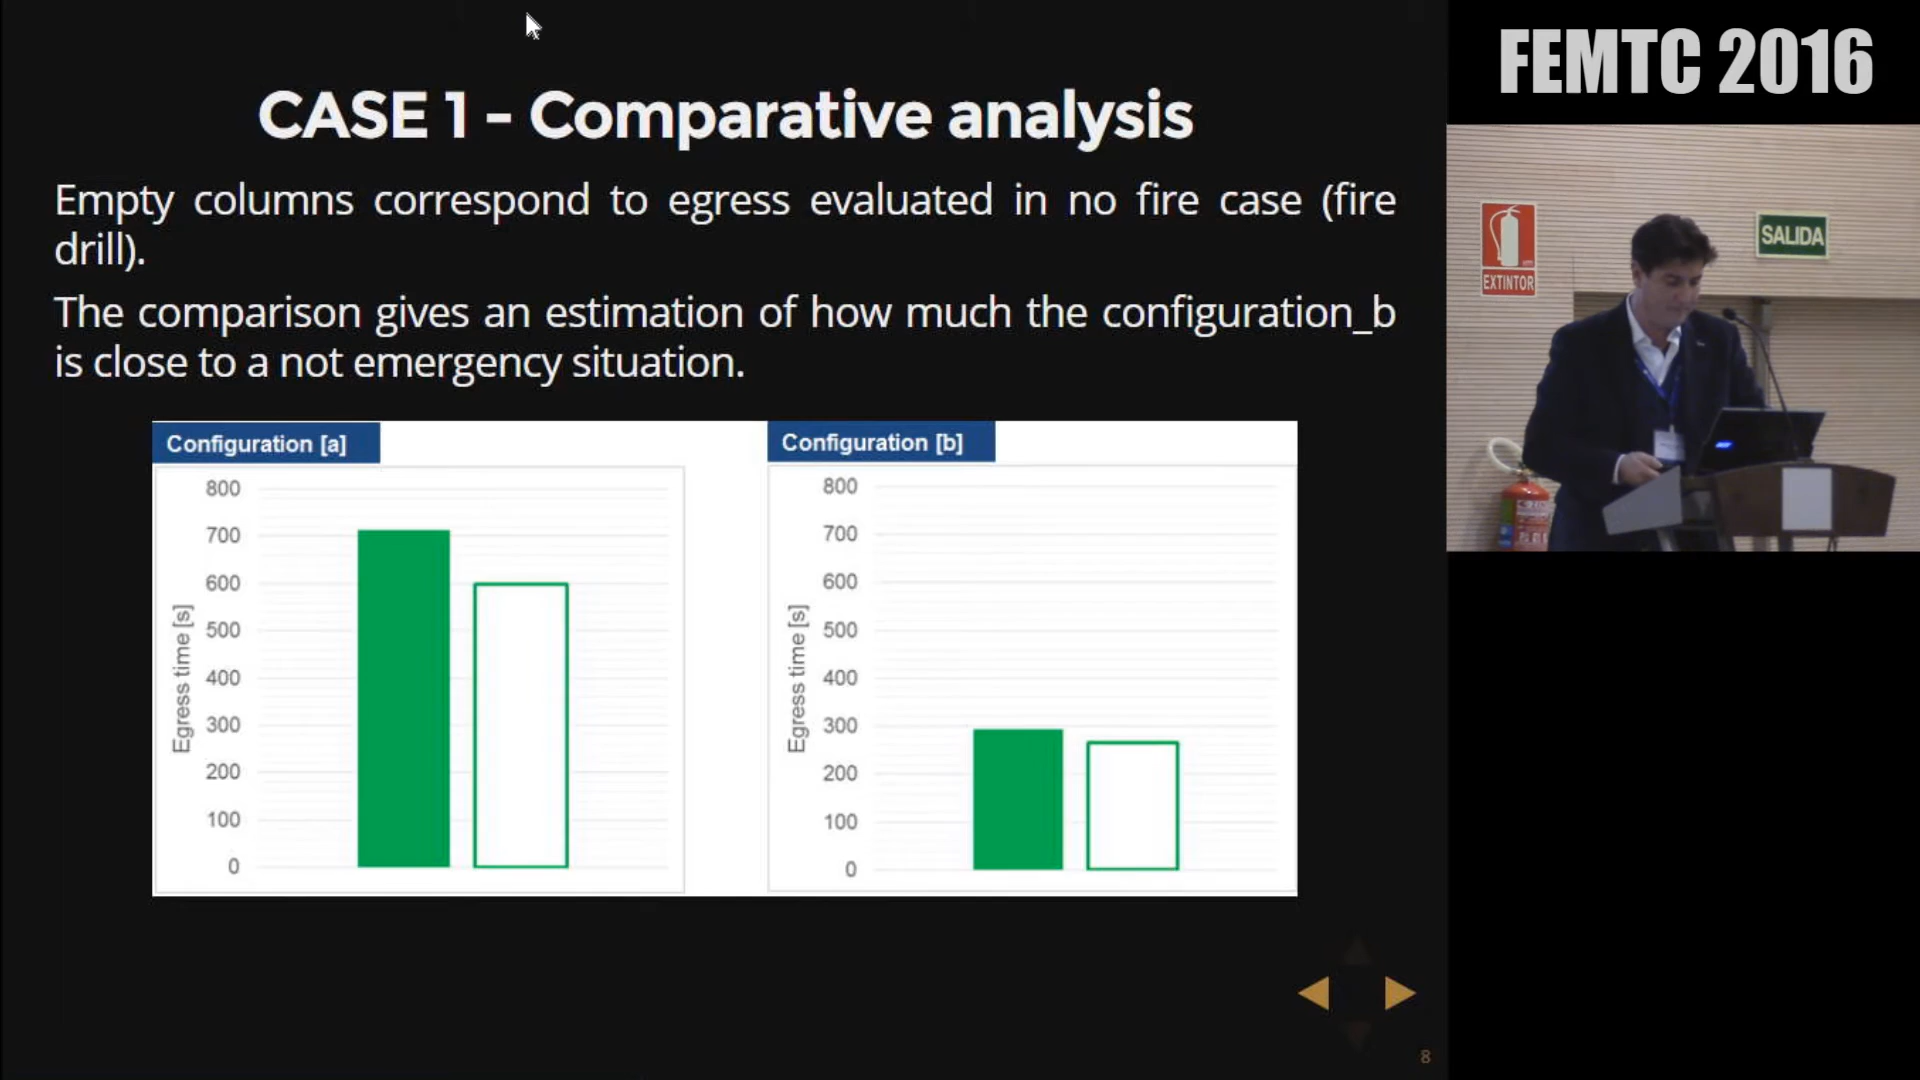 FEMTC 2016
CASE 1 - Comparative analysis
Empty columns correspond to egress evaluated in no fire case (fire
drill).
The comparison gives an estimation of how much the configuration_b
is close to a not emergency situation.
Configuration [a]
800
700
600
500
400
300
200
100
0
Egress time [s]
Configuration [b]
800
700
600
500
400
300
200
100
0
Egress time [s]
EXTINTOR
SALIDA
8